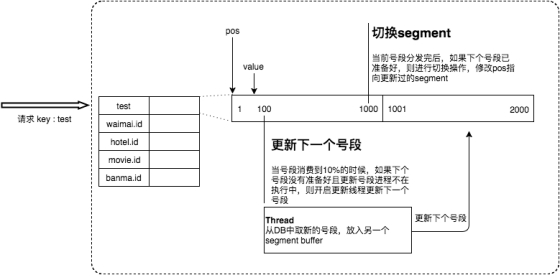 切换segment
pos
当前号段分发完后，如果下个号段已
准备好，则进行切换操作，修改pos指
向更新过的segment
value
请求 key : test
test
waimai.id
hotel.id
movie.id
banma.id
1
100
1000
1001
2000
更新下一个号段
当号段消费到10%的时候，如果下个
号段没有准备好且更新号段进程不在
执行中，则开启更新线程更新下一个
号段
Thread
从DB中取新的号段，放入另一个
segment buffer
更新下个号段